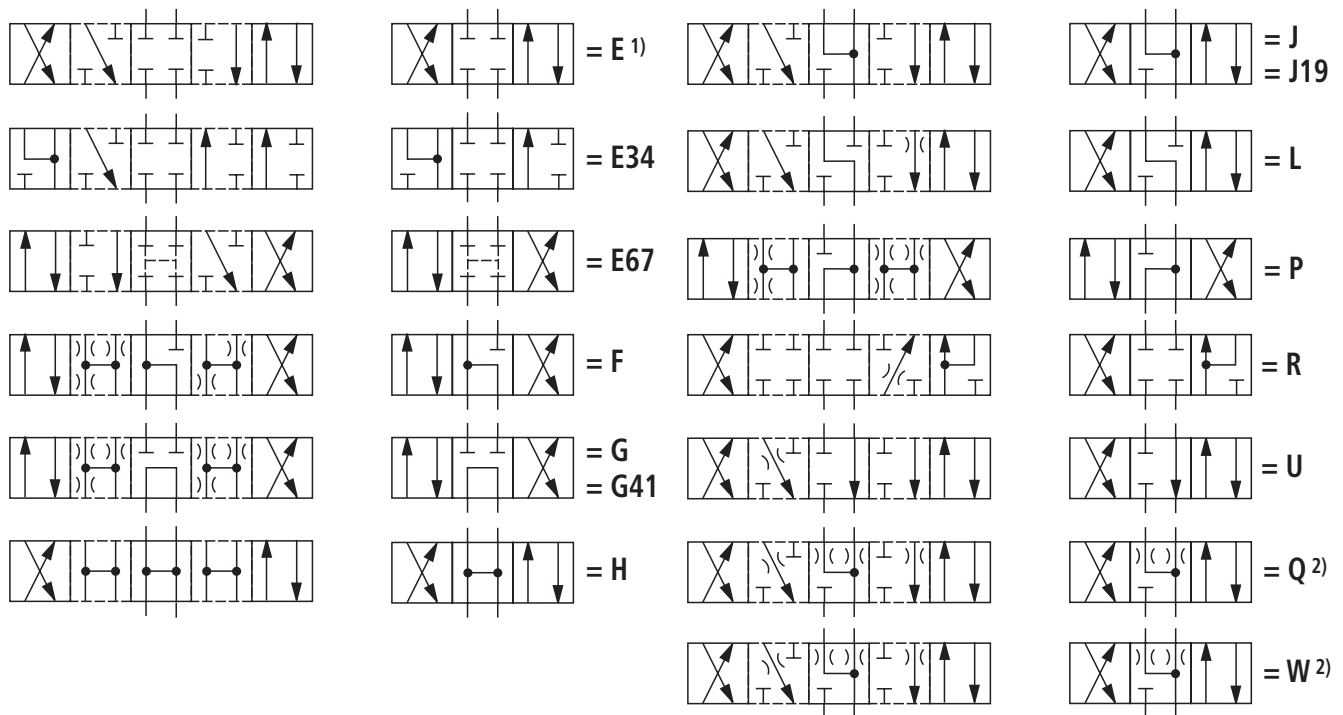 = E 1)
= E34
= E67
= F
= G
= G41
= H
= J
= J19
= L
= P
= R
= U
= Q 2)
= W 2)